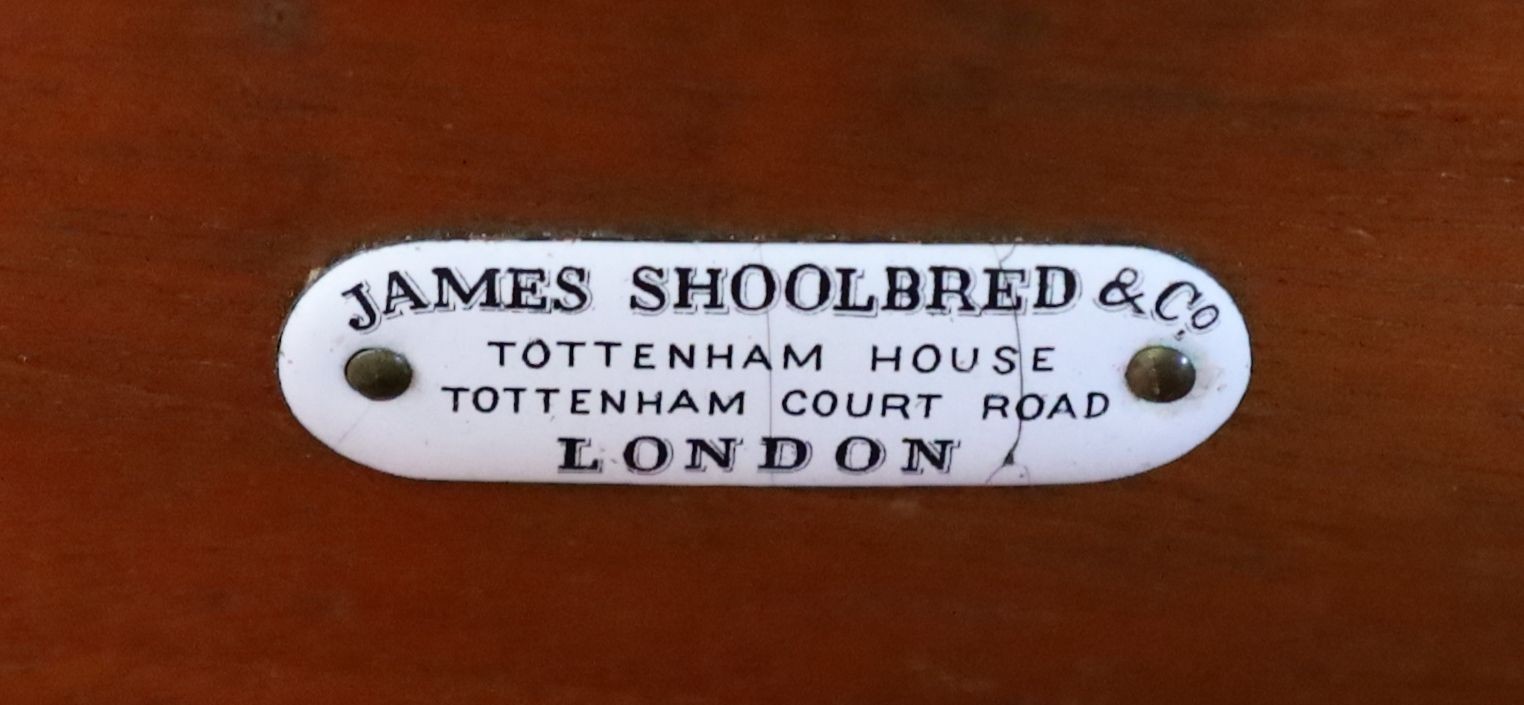 JAMES SHOOLBRED & Co,
TOTTENHAM HOUSE
TOTTENHAM COURT ROAD
LONDON